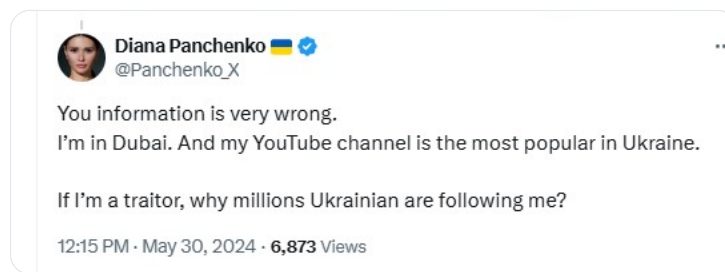 Diana Panchenko 🇺🇦
@Panchenko_X
You information is very wrong.
I'm in Dubai. And my YouTube channel is the most popular in Ukraine.
If I'm a traitor, why millions Ukrainian are following me?
12:15 PM · May 30, 2024 · 6,873 Views